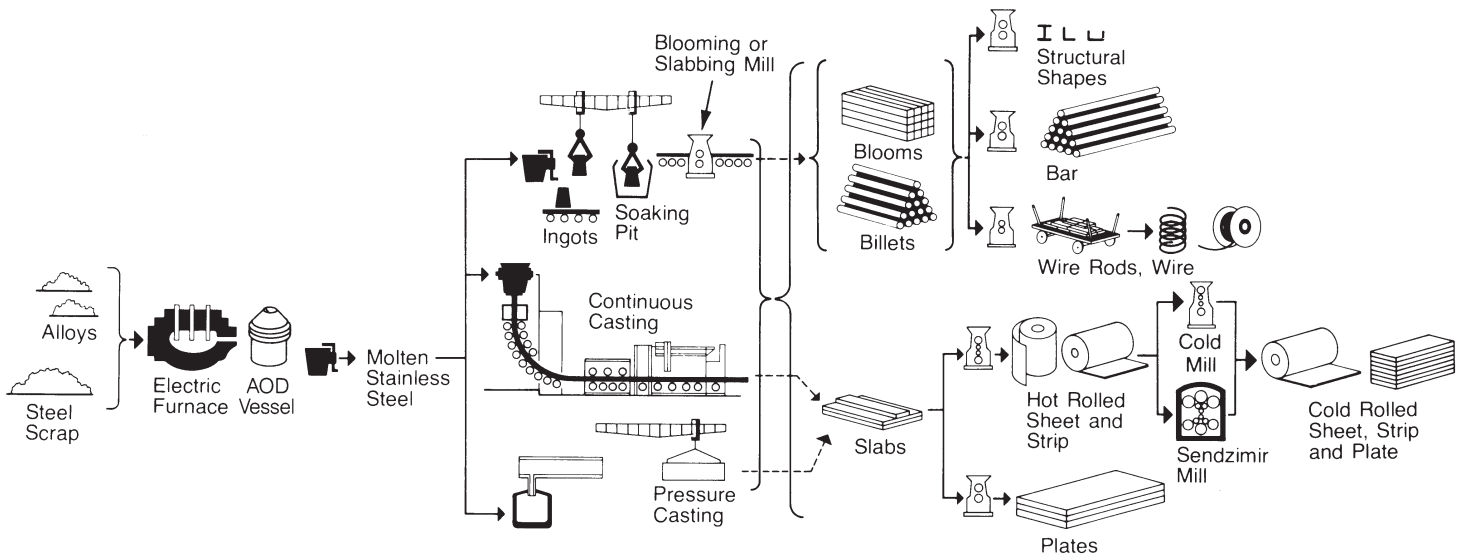 Alloys
Steel
Scrap
Electric
Furnace
AOD
Vessel
Molten
Stainless
Steel
Blooming or
Slabbing Mill
Ingots
Soaking
Pit
Continuous
Casting
Pressure
Casting
Blooms
Billets
Slabs
Structural
Shapes
Bar
Wire Rods, Wire
Hot Rolled
Sheet and
Strip
Cold
Mill
Sendzimir
Mill
Cold Rolled
Sheet, Strip
and Plate
Plates